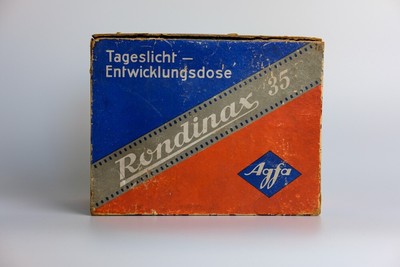 Tageslicht –
Entwicklungsdose
Rondinax 35
Agfa